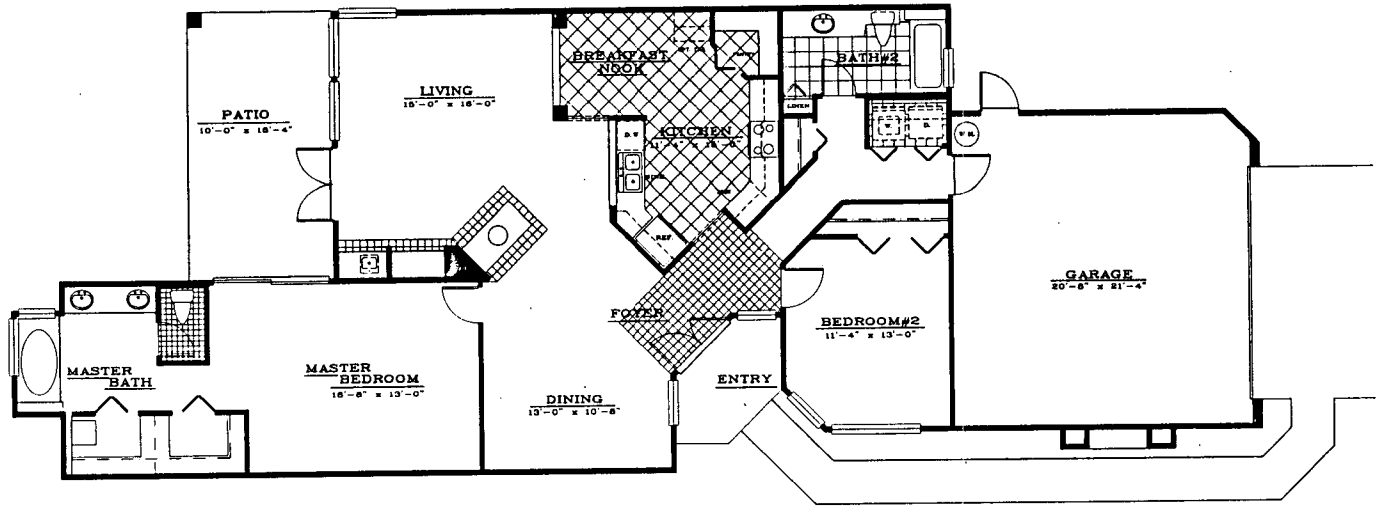 BREAKFAST
NOOK
BATH#2
LIVING
15'-0" x 16'-0"
PATIO
10'-0" x 16'-4"
LINEN
D.W
KITCHEN
W.
D.
W H.
REF.
GARAGE
20'-8" x 21'-4"
FOYER
BEDROOM#2
11'-4" x 13'-0"
MASTER
BATH
MASTER
BEDROOM
16'-8" x 13'-0"
ENTRY
DINING
13'-0" x 10'-8"